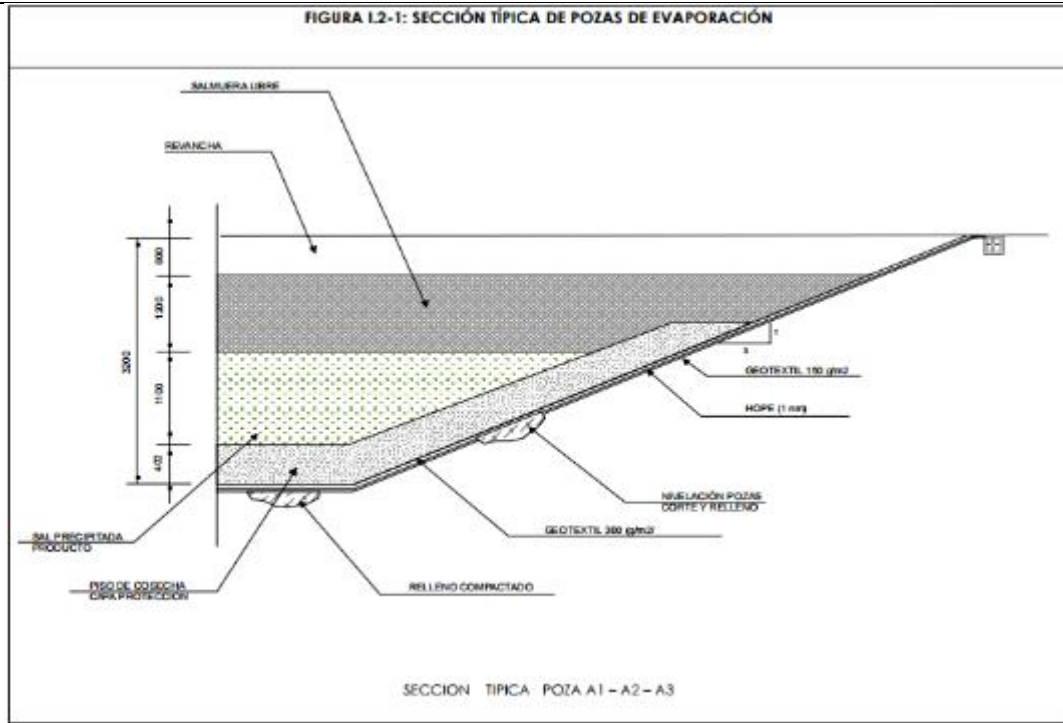 FIGURA I.2-1: SECCIÓN TÍPICA DE POZAS DE EVAPORACIÓN
SALMUERA LIBRE
REVANCHA
3200
1100
400
1
GEOTEXTIL 150 g/m2
HDPE (1 mm)
NIVELACIÓN POZAS
CORTE Y RELLENO
GEOTEXTIL 300 (g/m2)
SAL PRECIPITADA
PRODUCTO
PISO DE COSECHA
CAPA PROTECCION
RELLENO COMPACTADO
SECCION TIPICA POZA A1 – A2 – A3